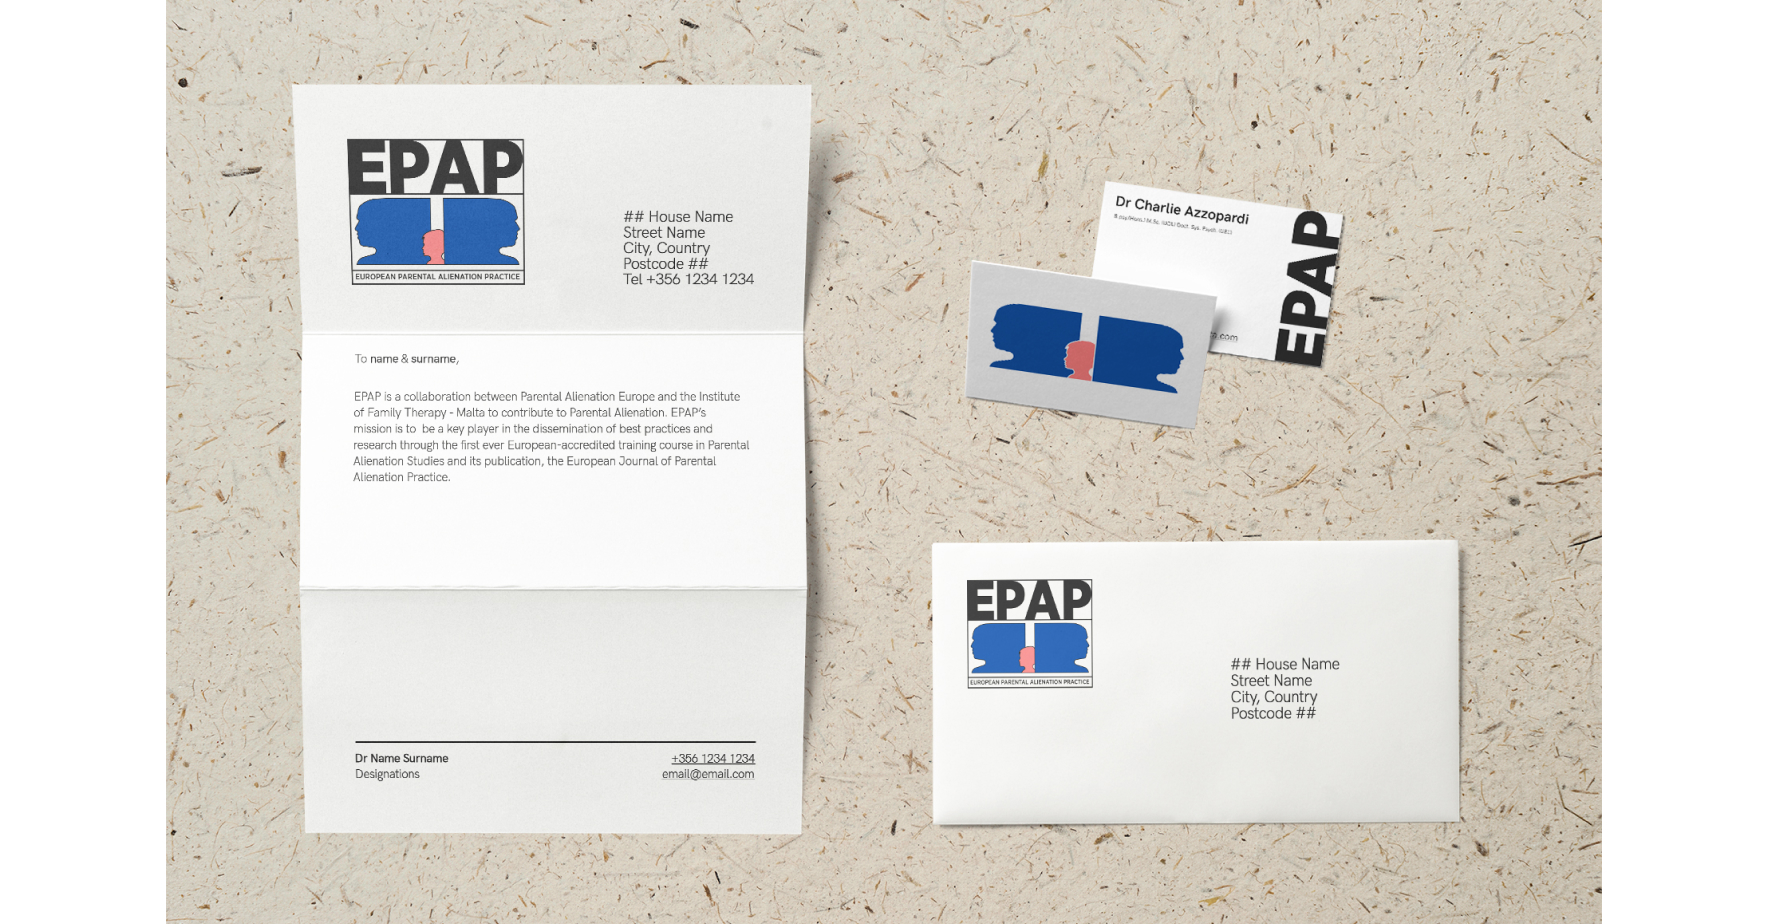 EPAP
EUROPEAN PARENTAL ALIENATION PRACTICE
## House Name
Street Name
City, Country
Postcode ##
Tel +356 1234 1234
To name & surname,
EPAP is a collaboration between Parental Alienation Europe and the Institute
of Family Therapy - Malta to contribute to Parental Alienation. EPAP's
mission is to  be a key player in the dissemination of best practices and
research through the first ever European-accredited training course in Parental
Alienation Studies and its publication, the European Journal of Parental
Alienation Practice.
Dr Name Surname
Designations
+356 1234 1234
email@email.com
Dr Charlie Azzopardi
EPAP
EPAP
EUROPEAN PARENTAL ALIENATION PRACTICE
## House Name
Street Name
City, Country
Postcode ##